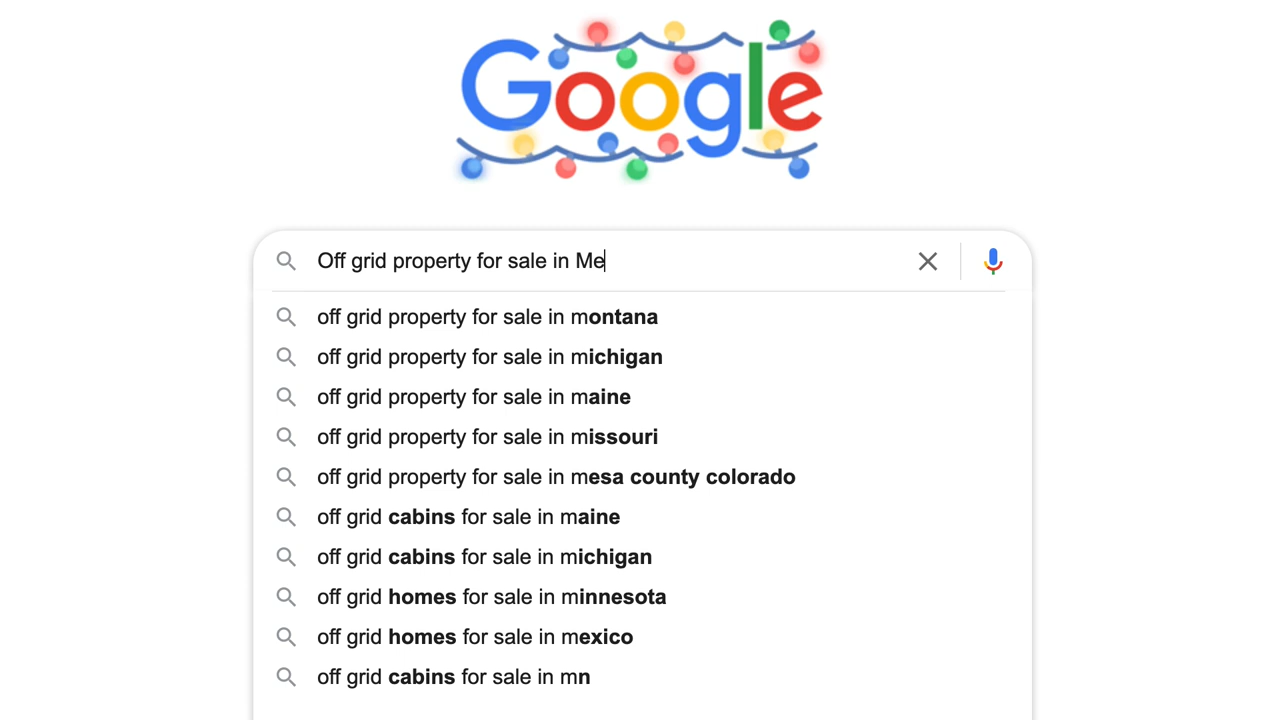 Google
Off grid property for sale in Me
off grid property for sale in montana
off grid property for sale in michigan
off grid property for sale in maine
off grid property for sale in missouri
off grid property for sale in mesa county colorado
off grid cabins for sale in maine
off grid cabins for sale in michigan
off grid homes for sale in minnesota
off grid homes for sale in mexico
off grid cabins for sale in mn